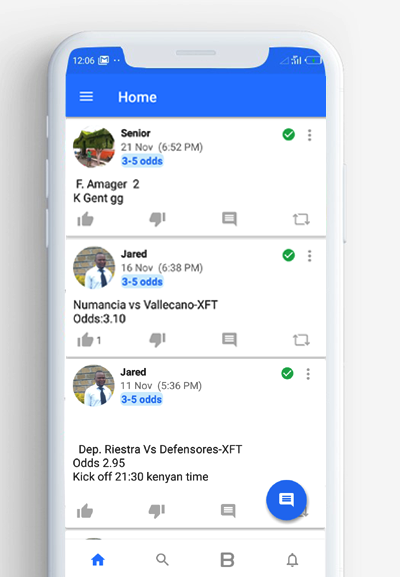 12:06
Home
Senior
21 Nov (6:52 PM)
3-5 odds
F. Amager 2
K Gent gg
Jared
16 Nov (6:38 PM)
3-5 odds
Numancia vs Vallecano-XFT
Odds:3.10
1
Jared
11 Nov (5:36 PM)
3-5 odds
Dep. Riestra Vs Defensores-XFT
Odds 2.95
Kick off 21:30 kenyan time
B